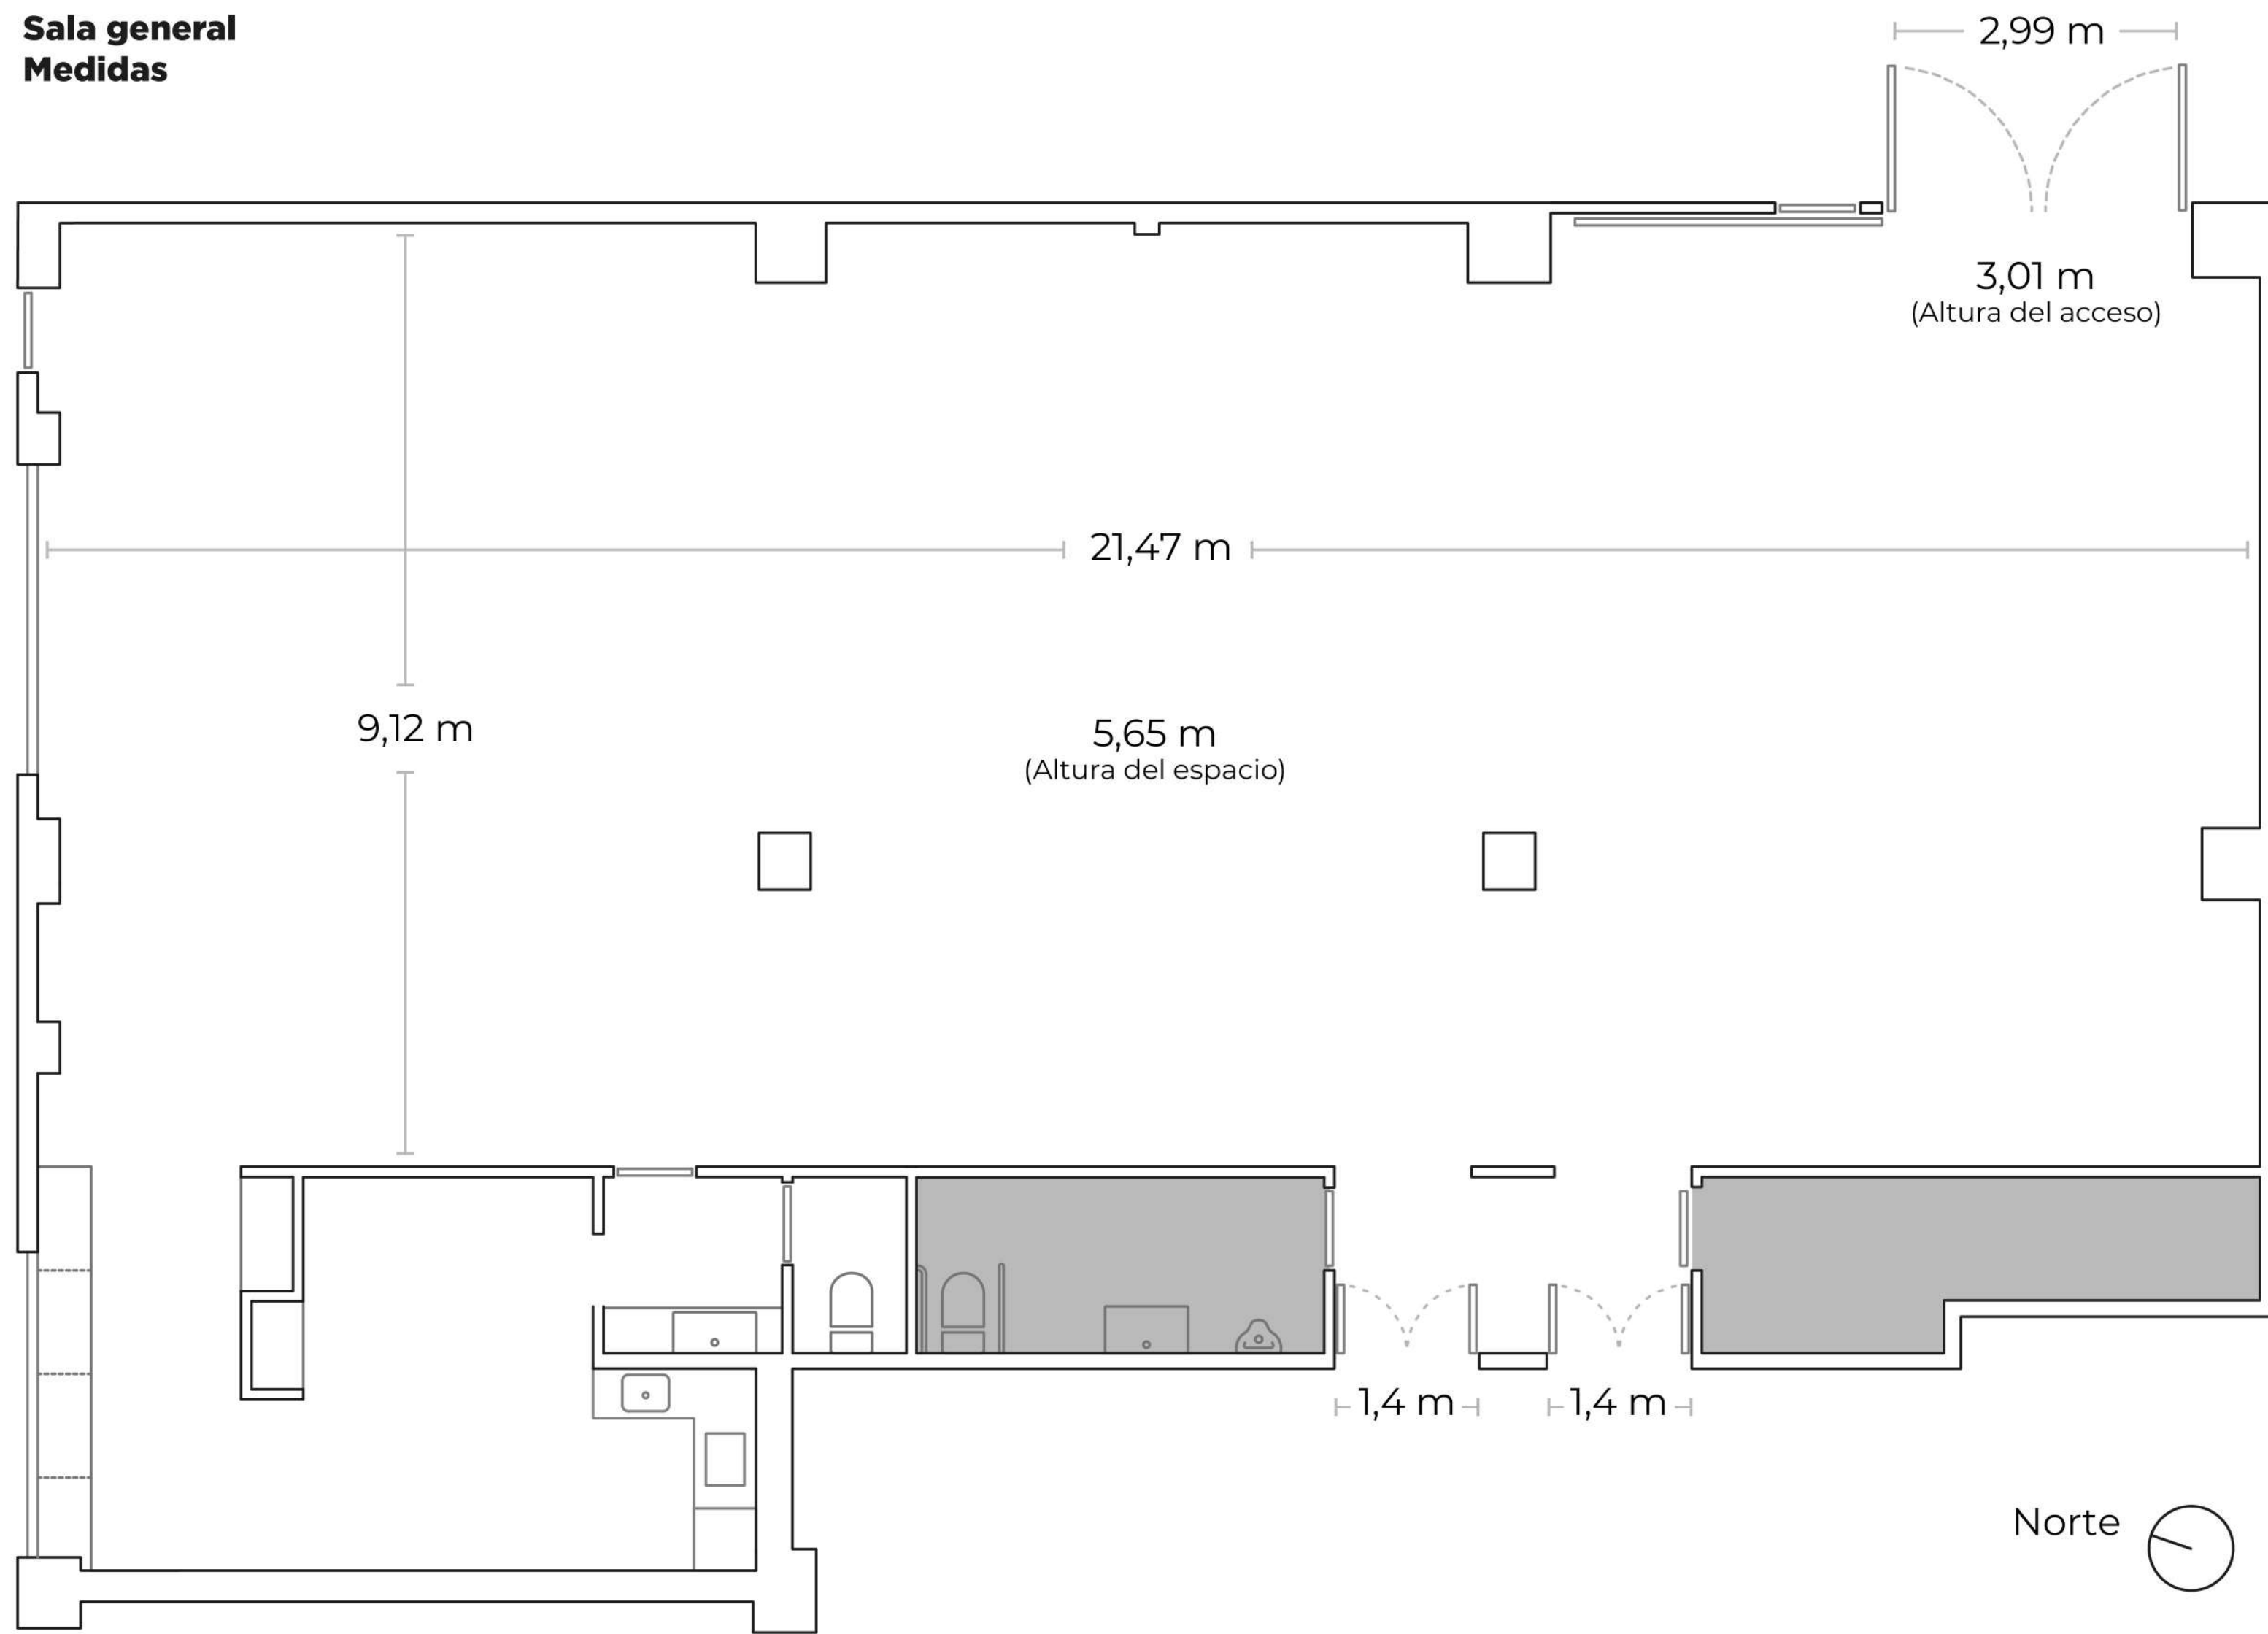 Sala general
Medidas
2,99 m
3,01 m
(Altura del acceso)
21,47 m
9,12 m
5,65 m
(Altura del espacio)
1,4 m
1,4 m
Norte